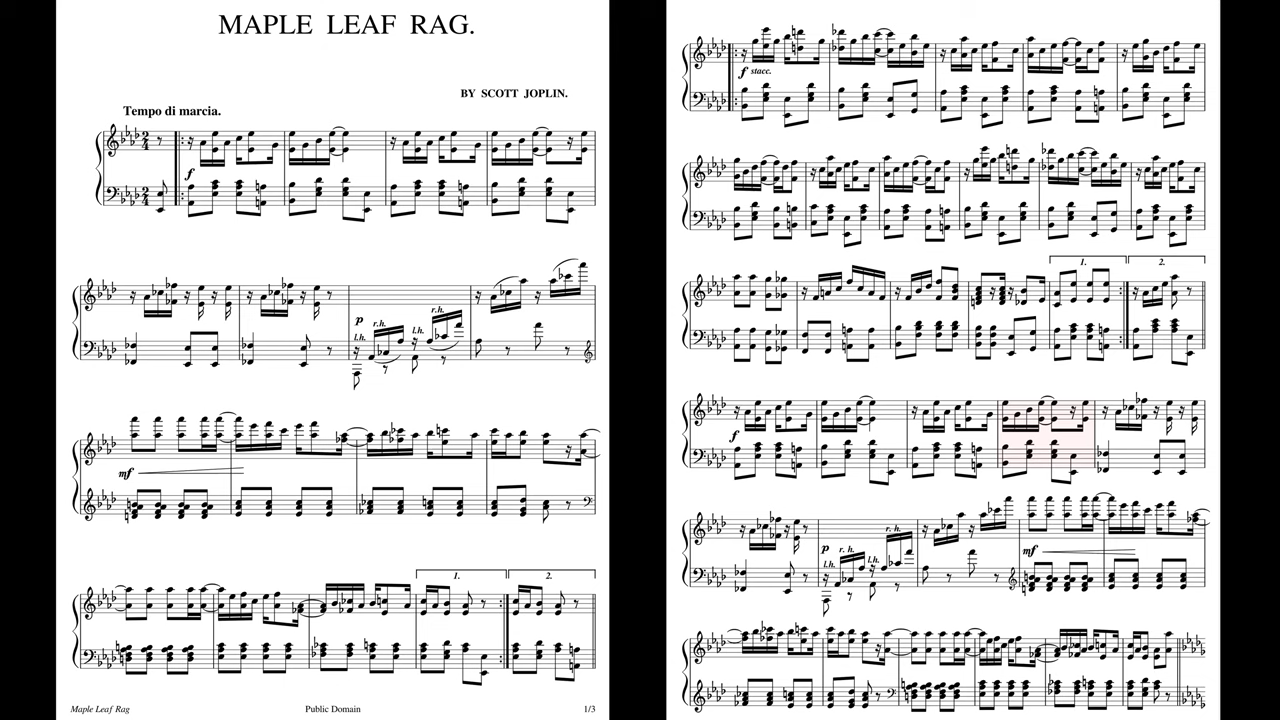 MAPLE LEAF RAG.
BY SCOTT JOPLIN.
Tempo di marcia.
f
p
r.h.
r.h.
l.h.
l.h.
mf
1.
2.
Maple Leaf Rag
Public Domain
1/3
f stacc.
1.
2.
f
p
r.h.
r.h.
l.h.
l.h.
mf